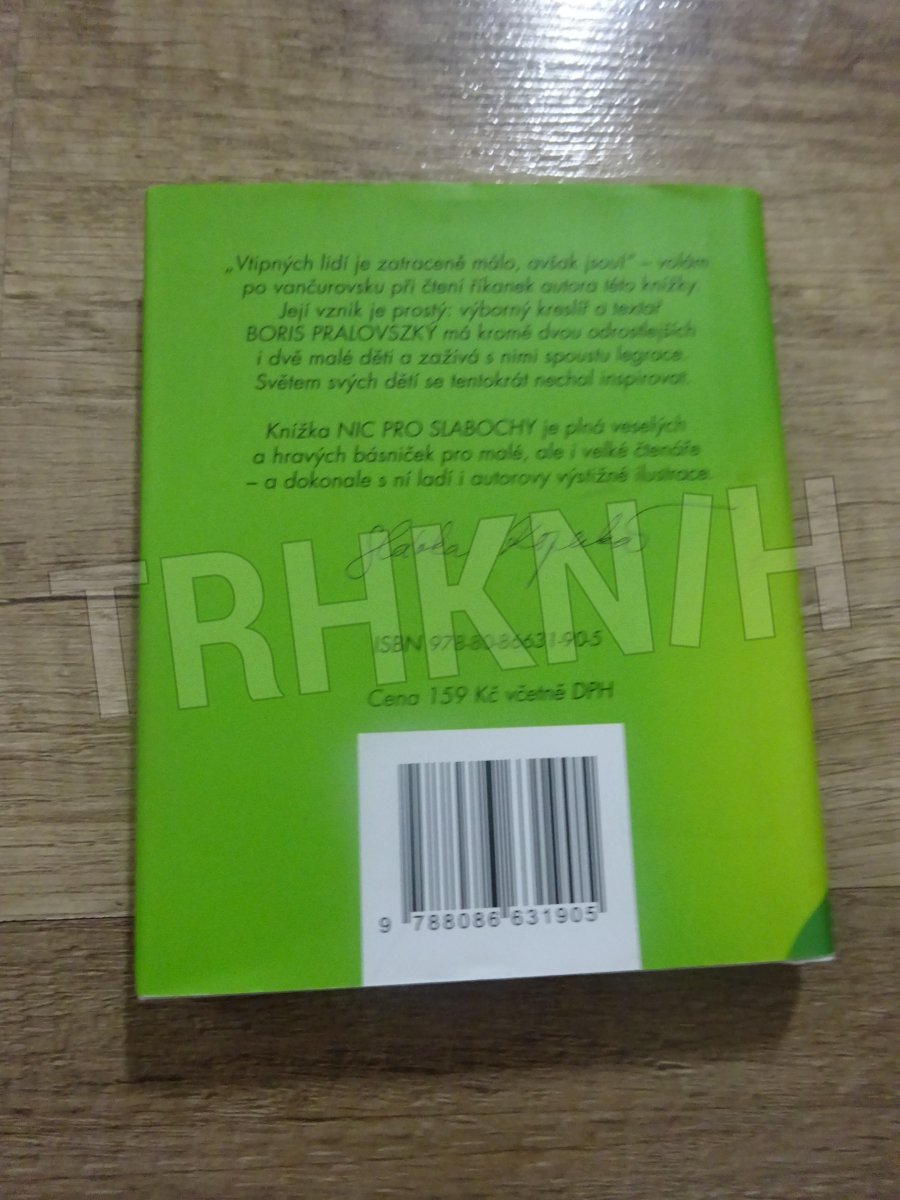 „Vtipných lidí je zatraceně málo, avšak jsou!“ – volám
po vančurovsku při čtení říkanek autora této knížky.
Její vznik je prostý: výborný kreslíř a textař
BORIS PRALOVSZKÝ má kromě dvou odrostlejších
i dvě malé děti a zažívá s nimi spoustu legrace.
Světem svých dětí se tentokrát nechal inspirovat.
Knížka NIC PRO SLABOCHY je plná veselých
a hravých básniček pro malé, ale i velké čtenáře
– a dokonale s ní ladí i autorovy výstižné ilustrace.
TRHKNIH
ISBN 978-80-86631-90-5
Cena 159 Kč včetně DPH
9 788086 631905